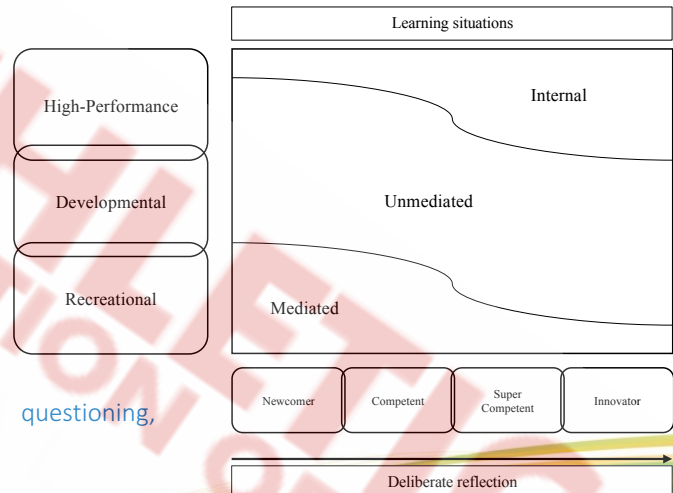 Learning situations
High-Performance
Developmental
Recreational
Internal
Unmediated
Mediated
questioning,
Newcomer
Competent
Super
Competent
Innovator
Deliberate reflection